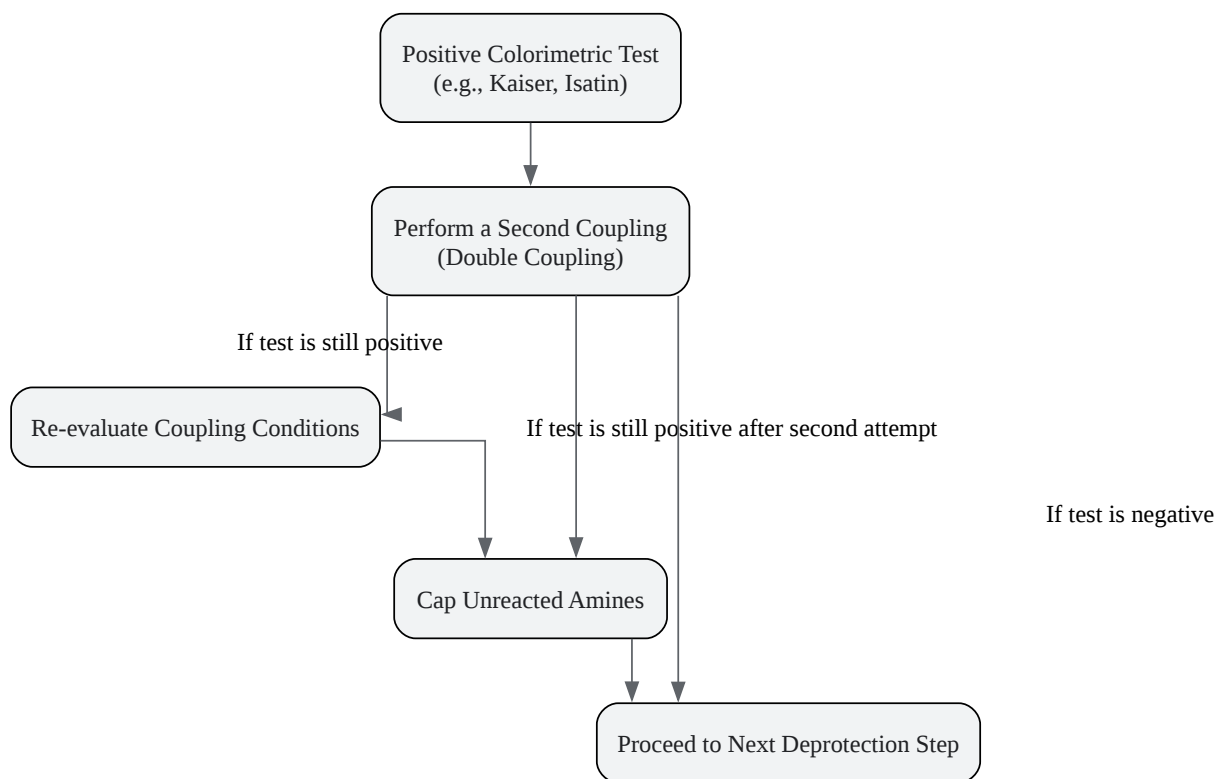 Positive Colorimetric Test
(e.g., Kaiser, Isatin)
Perform a Second Coupling
(Double Coupling)
If test is still positive
Re-evaluate Coupling Conditions
If test is still positive after second attempt
If test is negative
Cap Unreacted Amines
Proceed to Next Deprotection Step